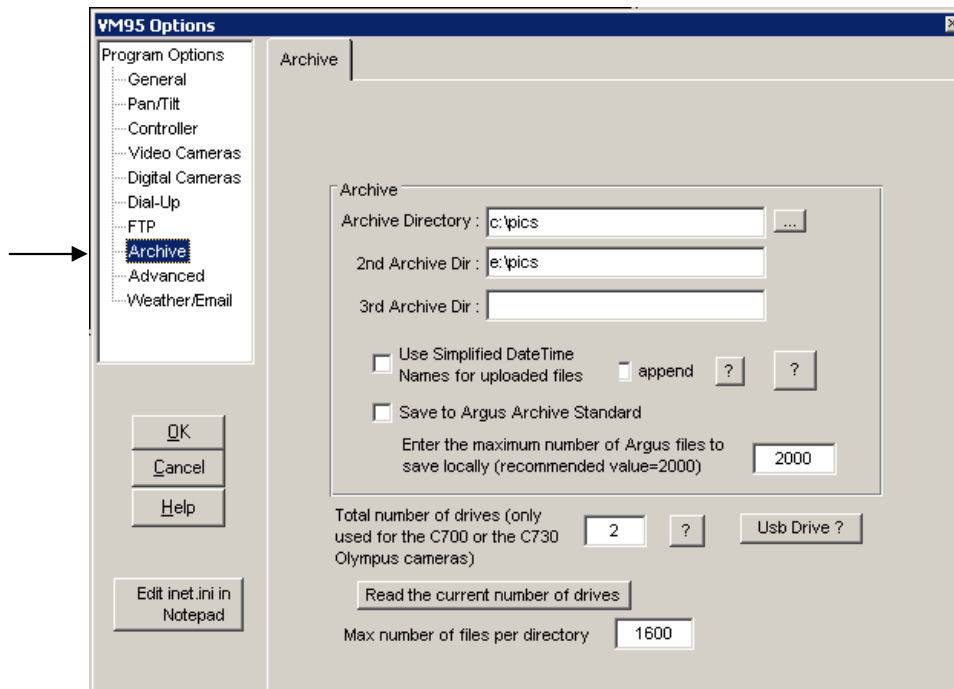 VM95 Options
Program Options
General
Pan/Tilt
Controller
Video Cameras
Digital Cameras
Dial-Up
FTP
Archive
Advanced
Weather/Email
OK
Cancel
Help
Edit inet.ini in
Notepad
Archive
Archive
Archive Directory : c:\pics ...
2nd Archive Dir : e:\pics
3rd Archive Dir :
Use Simplified DateTime
Names for uploaded files append ? ?
Save to Argus Archive Standard
Enter the maximum number of Argus files to
save locally (recommended value=2000) 2000
Total number of drives (only
used for the C700 or the C730
Olympus cameras) 2 ? Usb Drive ?
Read the current number of drives
Max number of files per directory 1600